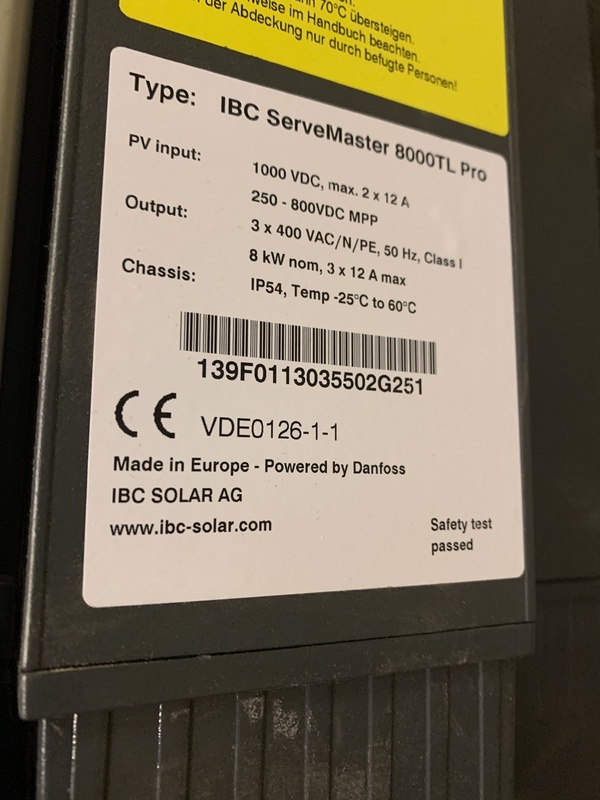 70°C übersteigen.
im Handbuch beachten.
der Abdeckung nur durch befugte Personen!
Type: IBC ServeMaster 8000TL Pro
PV input: 1000 VDC, max. 2 x 12 A
250 - 800VDC MPP
Output: 3 x 400 VAC/N/PE, 50 Hz, Class I
8 kW nom, 3 x 12 A max
Chassis: IP54, Temp -25°C to 60°C
139F0113035502G251
CE VDE0126-1-1
Made in Europe - Powered by Danfoss
IBC SOLAR AG
www.ibc-solar.com
Safety test
passed